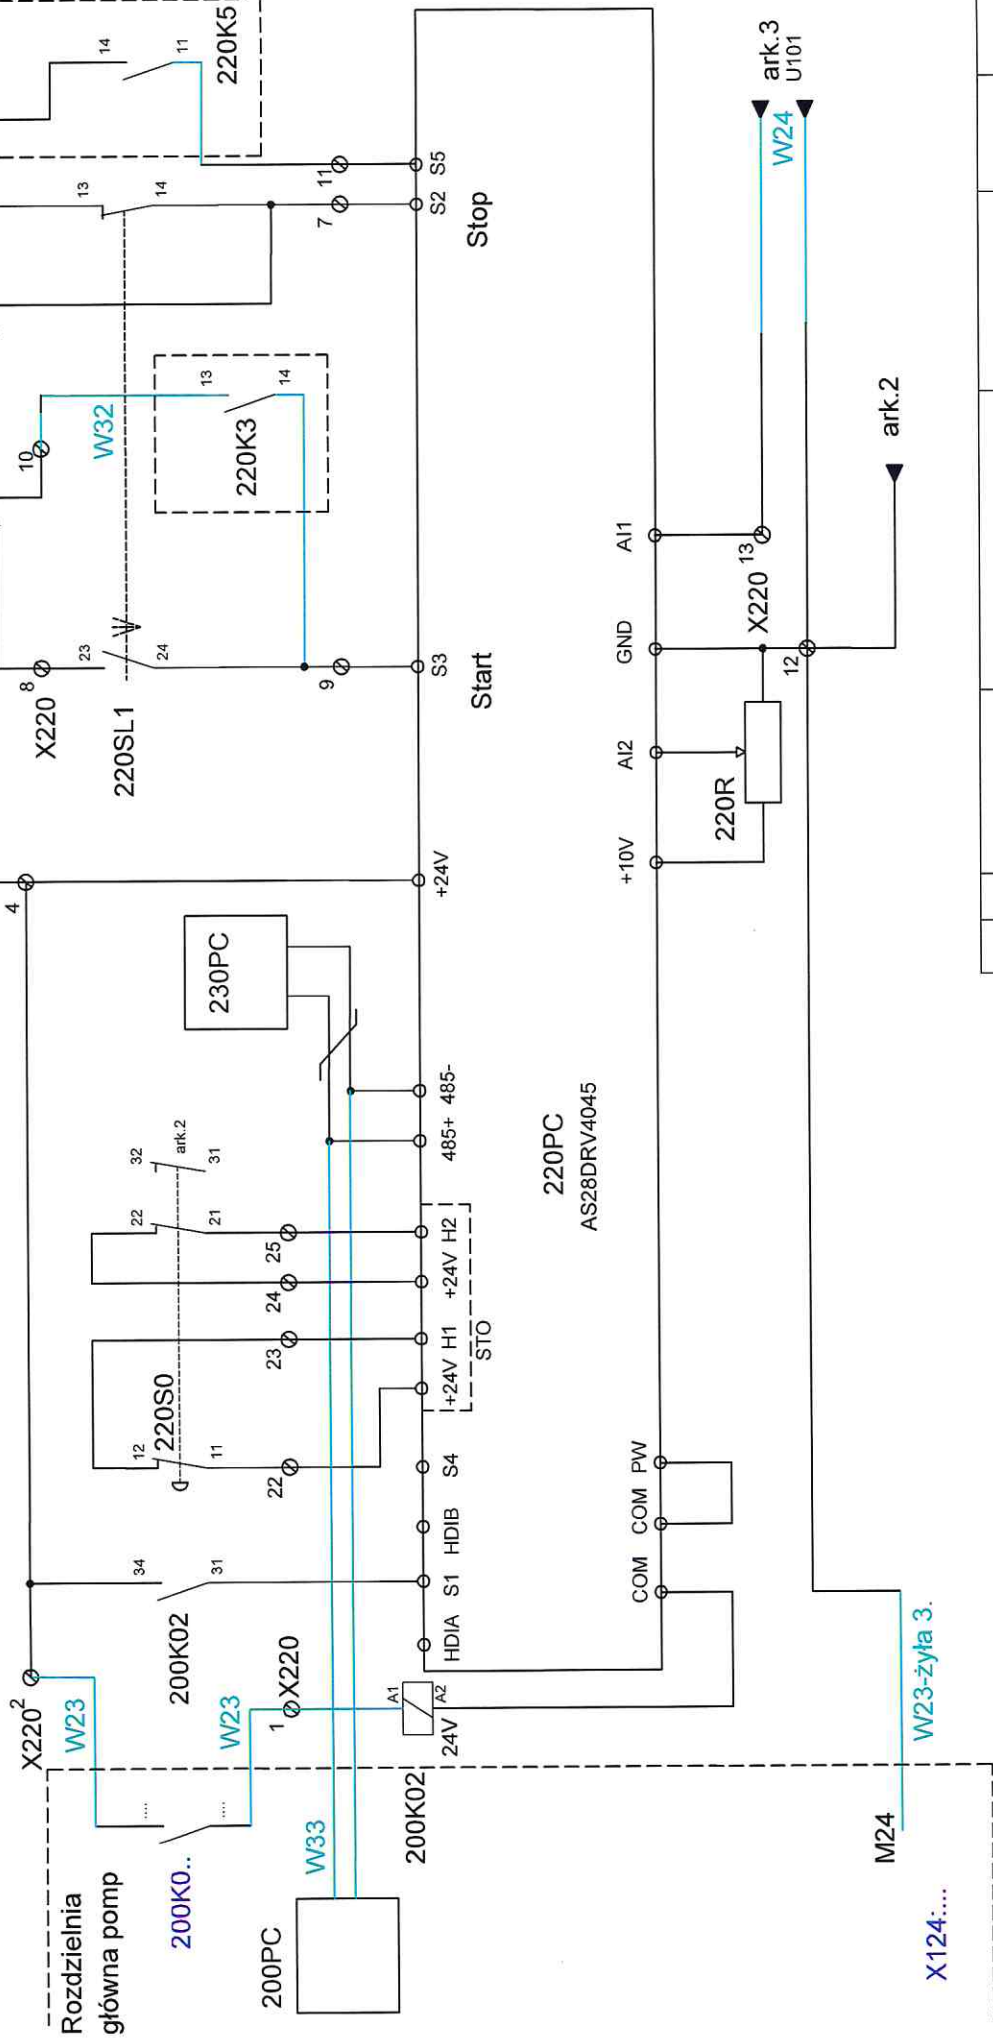 Rozdzielnia
główna pomp
200K0..
....
....
X220
2
W23
W23
1
X220
200PC
W33
200K02
A1
A2
24V
M24
X124:...
W23-żyła 3.
200K02
34
31
HDIA
S1
HDIB
S4
+24V
H1
+24V
H2
STO
485+
485-
220S0
12
11
22
23
24
25
22
21
32
31
ark.2
230PC
4
+24V
COM
COM
PW
220PC
AS28DRV4045
X220
8
220SL1
23
24
9
S3
Start
10
W32
220K3
13
14
13
14
7
S2
Stop
14
11
220K5
11
S5
+10V
AI2
GND
AI1
220R
X220
13
12
ark.2
W24
ark.3
U101